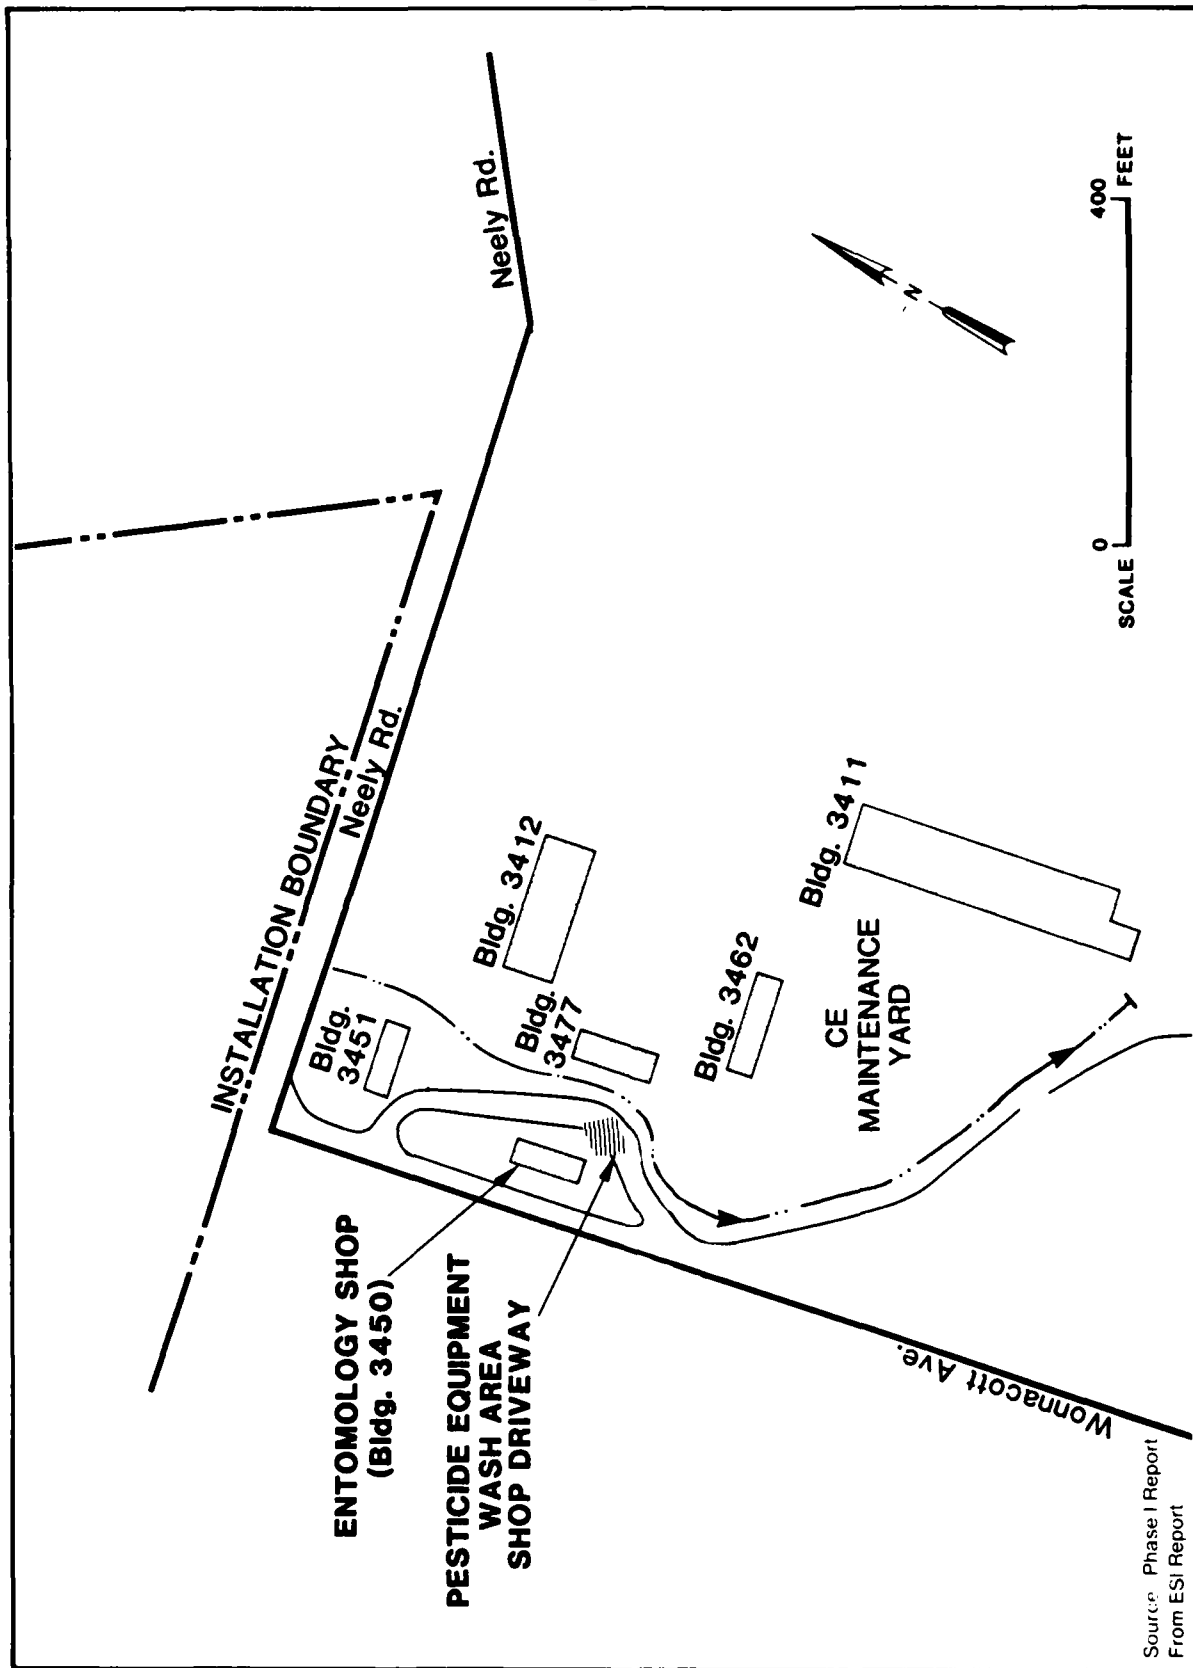 Neely Rd.
INSTALLATION BOUNDARY
Neely Rd.
Bldg.
3451
Bldg. 3412
Bldg.
3477
Bldg. 3462
Bldg. 3411
CE
MAINTENANCE
YARD
ENTOMOLOGY SHOP
(Bldg. 3450)
PESTICIDE EQUIPMENT
WASH AREA
SHOP DRIVEWAY
Wonnacott Ave.
N
0
400
SCALE
FEET
Source Phase I Report
From ESI Report